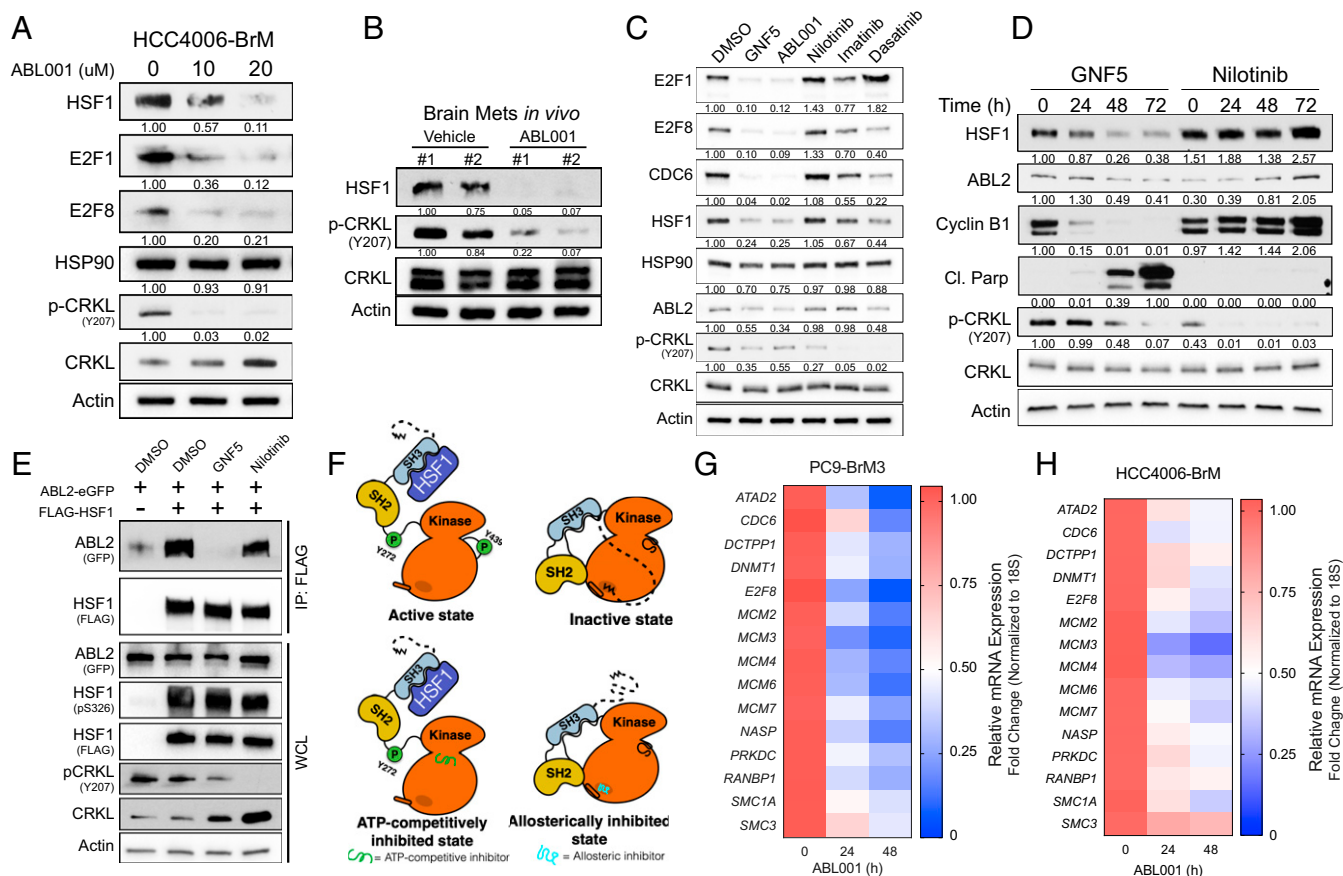 A
HCC4006-BrM
ABL001 (uM) 0 10 20
HSF1
1.00 0.57 0.11
E2F1
1.00 0.36 0.12
E2F8
1.00 0.20 0.21
HSP90
1.00 0.93 0.91
p-CRKL
(Y207)
1.00 0.03 0.02
CRKL
Actin
B
Brain Mets in vivo
Vehicle ABL001
#1 #2 #1 #2
HSF1
1.00 0.75 0.05 0.07
p-CRKL
(Y207)
1.00 0.84 0.22 0.07
CRKL
Actin
C
DMSO GNF5 ABL001 Nilotinib Imatinib Dasatinib
E2F1
1.00 0.10 0.12 1.43 0.77 1.82
E2F8
1.00 0.10 0.09 1.33 0.70 0.40
CDC6
1.00 0.04 0.02 1.08 0.55 0.22
HSF1
1.00 0.24 0.25 1.05 0.67 0.44
HSP90
1.00 0.70 0.75 0.97 0.98 0.88
ABL2
1.00 0.55 0.34 0.98 0.98 0.48
p-CRKL
(Y207)
1.00 0.35 0.55 0.27 0.05 0.02
CRKL
Actin
D
GNF5 Nilotinib
Time (h) 0 24 48 72 0 24 48 72
HSF1
1.00 0.87 0.26 0.38 1.51 1.88 1.38 2.57
ABL2
1.00 1.30 0.49 0.41 0.30 0.39 0.81 2.05
Cyclin B1
1.00 0.15 0.01 0.01 0.97 1.42 1.44 2.06
Cl. Parp
0.00 0.01 0.39 1.00 0.00 0.00 0.00 0.00
p-CRKL
(Y207)
1.00 0.99 0.48 0.07 0.43 0.01 0.01 0.03
CRKL
Actin
E
DMSO DMSO GNF5 Nilotinib
ABL2-eGFP + + + +
FLAG-HSF1 – + + +
ABL2
(GFP)
HSF1
(FLAG)
IP: FLAG
ABL2
(GFP)
HSF1
(pS326)
HSF1
(FLAG)
pCRKL
(Y207)
CRKL
Actin
WCL
F
SH3
HSF1
SH2
Kinase
P
Y272
P
Y439
Active state
SH3
Kinase
SH2
Inactive state
SH3
HSF1
SH2
Kinase
P
Y272
ATP-competitively
inhibited state
= ATP-competitive inhibitor
SH3
Kinase
SH2
Allosterically inhibited
state
= Allosteric inhibitor
G
PC9-BrM3
ATAD2
CDC6
DCTPP1
DNMT1
E2F8
MCM2
MCM3
MCM4
MCM6
MCM7
NASP
PRKDC
RANBP1
SMC1A
SMC3
0 24 48
ABL001 (h)
1.00
0.75
0.50
0.25
0
Relative mRNA Expression
Fold Change (Normalized to 18S)
H
HCC4006-BrM
ATAD2
CDC6
DCTPP1
DNMT1
E2F8
MCM2
MCM3
MCM4
MCM6
MCM7
NASP
PRKDC
RANBP1
SMC1A
SMC3
0 24 48
ABL001 (h)
1.00
0.75
0.50
0.25
0
Relative mRNA Expression
Fold Change (Normalized to 18S)